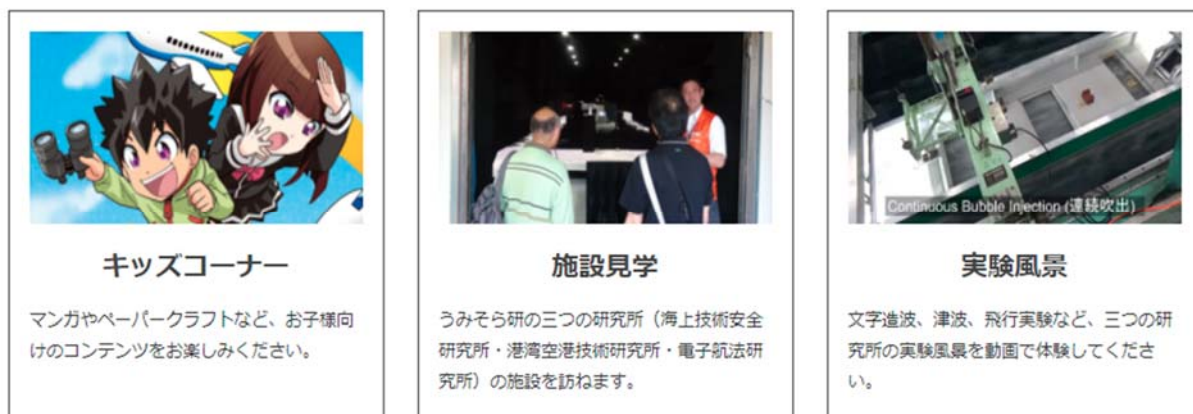 Continuous Bubble Injection (連続吹出)
キッズコーナー
マンガやペーパークラフトなど、お子様向
けのコンテンツをお楽しみください。
施設見学
うみそら研の三つの研究所（海上技術安全
研究所・港湾空港技術研究所・電子航法研
究所）の施設を訪ねます。
実験風景
文字造波、津波、飛行実験など、三つの研
究所の実験風景を動画で体験してくださ
い。